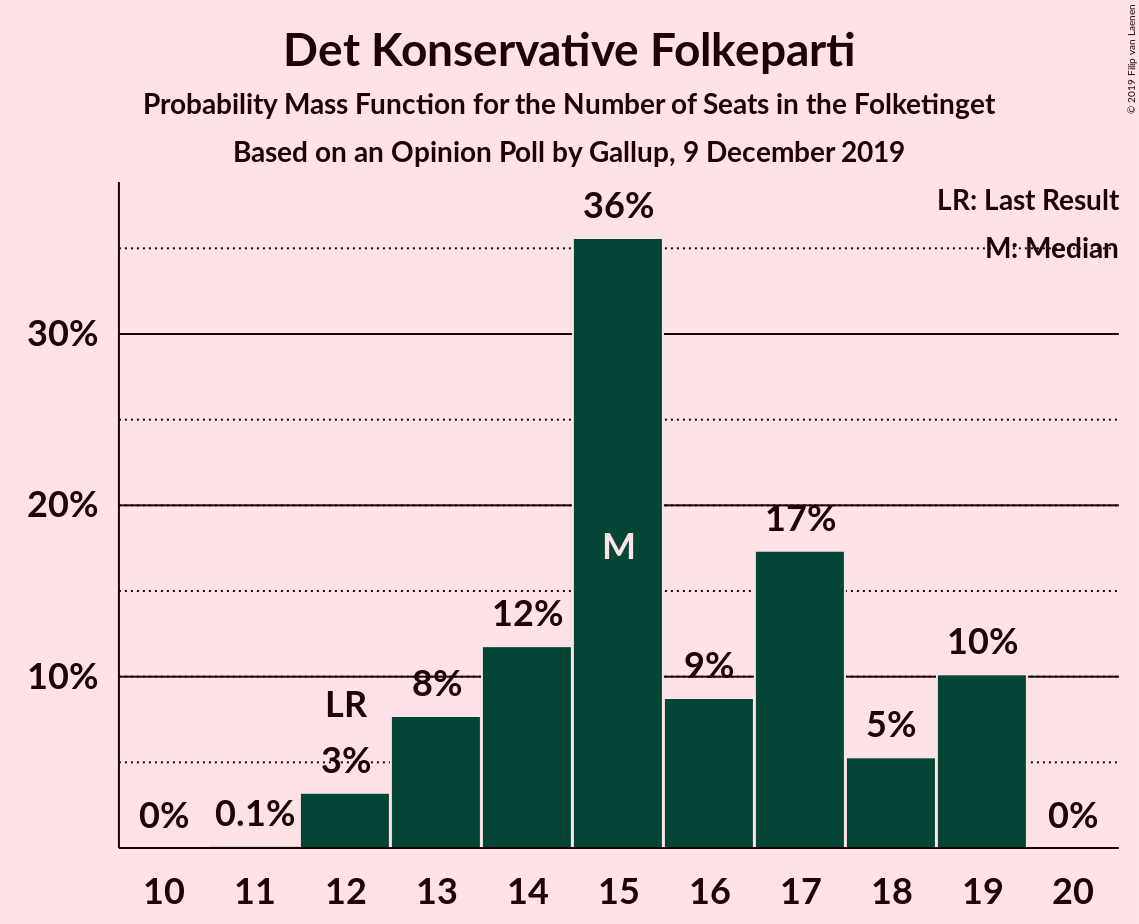 Det Konservative Folkeparti
Probability Mass Function for the Number of Seats in the Folketinget
Based on an Opinion Poll by Gallup, 9 December 2019
© 2019 Filip van Laenen
LR: Last Result
M: Median
30%
20%
10%
0%
0.1%
LR
3%
8%
12%
36%
M
9%
17%
5%
10%
0%
10 11 12 13 14 15 16 17 18 19 20